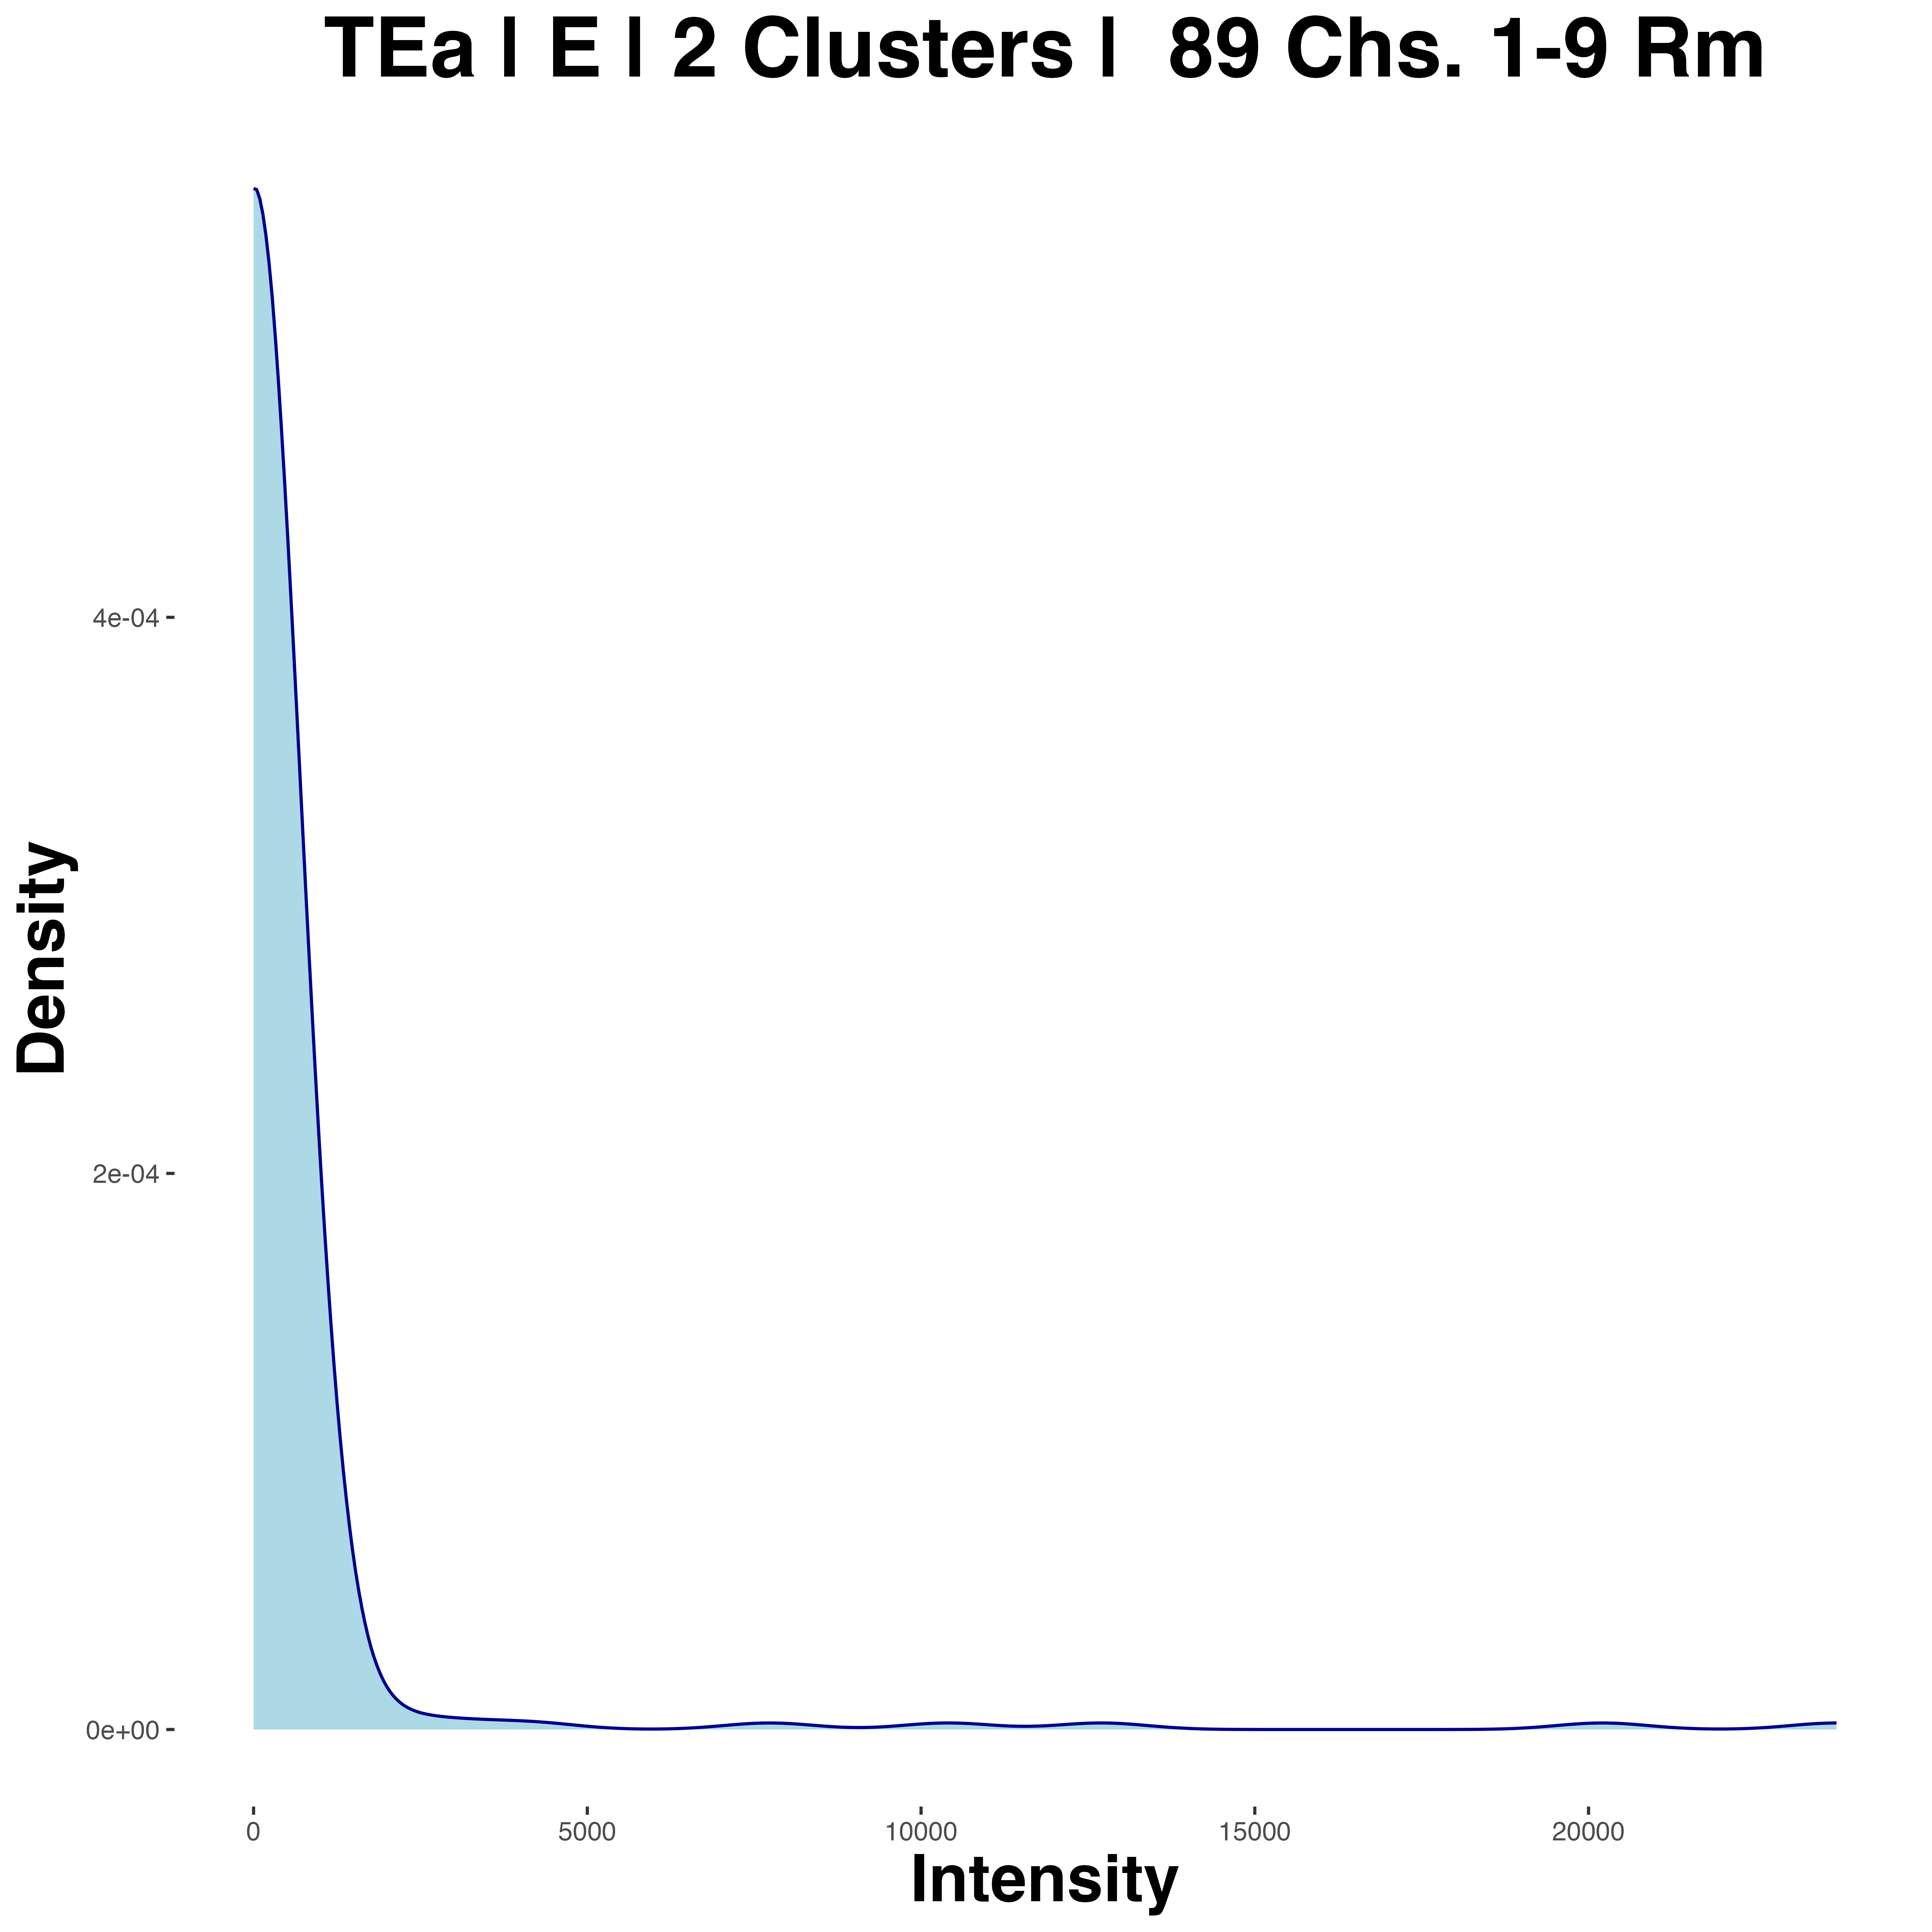 TEa | E | 2 Clusters |  89 Chs. 1-9 Rm
Density
4e-04
2e-04
0e+00
0 5000 10000 15000 20000
Intensity